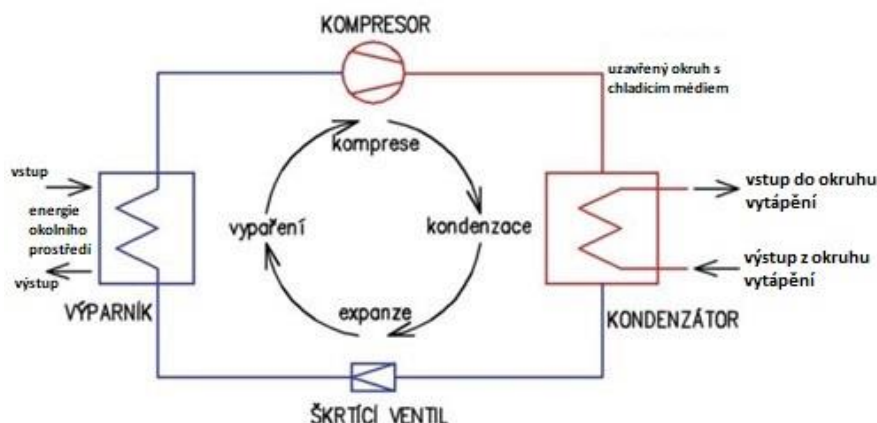 KOMPRESOR
uzavřený okruh s
chladicím médiem
komprese
vstup
energie
okolního
prostředí
výstup
vypaření
kondenzace
vstup do okruhu
vytápění
výstup z okruhu
vytápění
expanze
VÝPARNÍK
KONDENZÁTOR
ŠKRTÍCÍ VENTIL